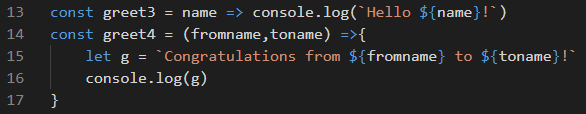 13 const greet3 = name => console.log(`Hello ${name}!`)
14 const greet4 = (fromname,toname) =>{
15     let g = `Congratulations from ${fromname} to ${toname}!`
16     console.log(g)
17 }